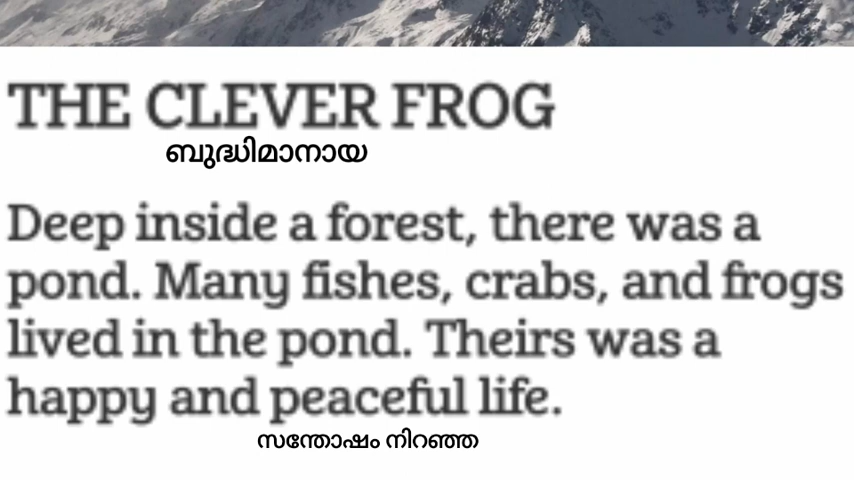 THE CLEVER FROG
ബുദ്ധിമാനായ
Deep inside a forest, there was a
pond. Many fishes, crabs, and frogs
lived in the pond. Theirs was a
happy and peaceful life.
സന്തോഷം നിറഞ്ഞ